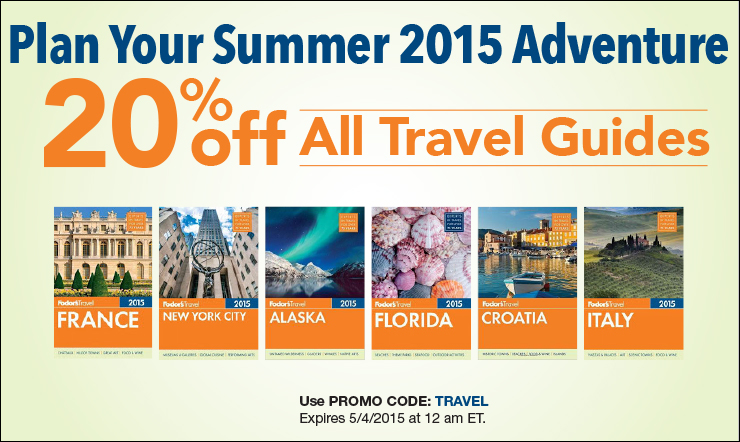 Plan Your Summer 2015 Adventure
20% off All Travel Guides
Fodor's Travel 2015
FRANCE
Fodor's Travel 2015
NEW YORK CITY
Fodor's Travel 2015
ALASKA
Fodor's Travel 2015
FLORIDA
Fodor's Travel 2015
CROATIA
Fodor's Travel 2015
ITALY
Use PROMO CODE: TRAVEL
Expires 5/4/2015 at 12 am ET.